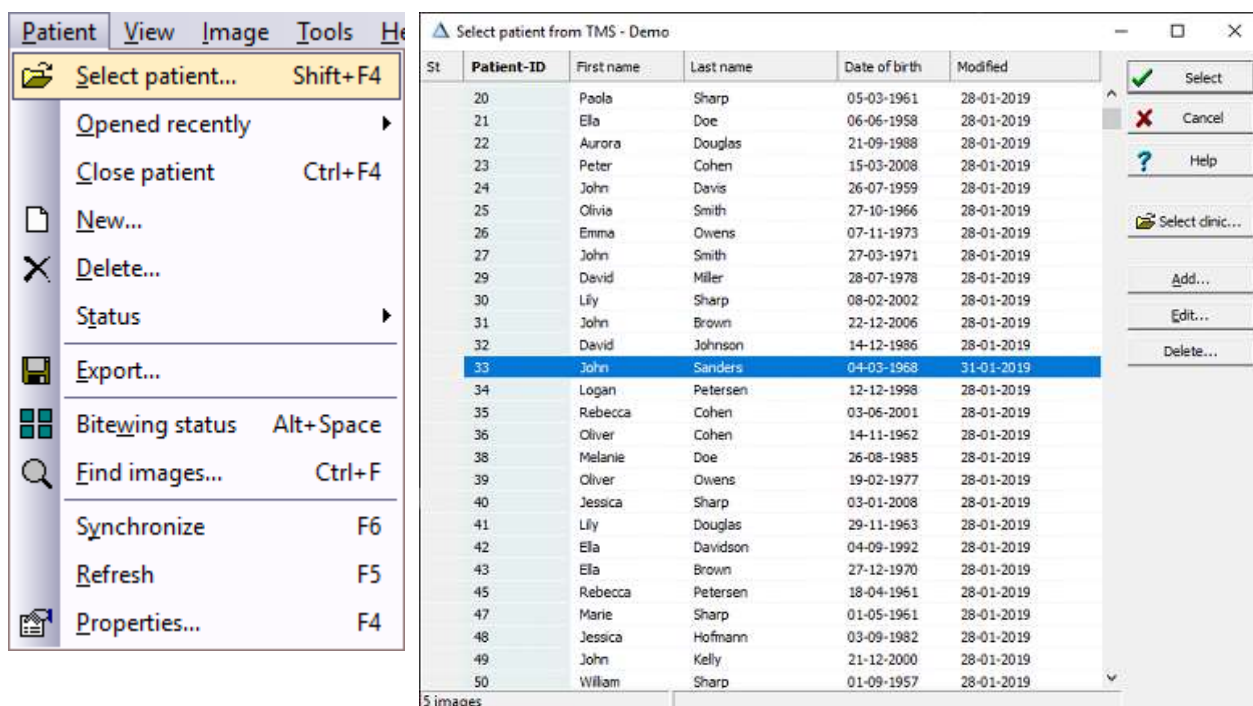 Patient View Image Tools He
Select patient... Shift+F4
Opened recently
Close patient Ctrl+F4
New...
Delete...
Status
Export...
Bitewing status Alt+Space
Find images... Ctrl+F
Synchronize F6
Refresh F5
Properties... F4
Select patient from TMS - Demo
St Patient-ID First name Last name Date of birth Modified
20 Paola Sharp 05-03-1961 28-01-2019
21 Ella Doe 06-06-1958 28-01-2019
22 Aurora Douglas 21-09-1988 28-01-2019
23 Peter Cohen 15-03-2008 28-01-2019
24 John Davis 26-07-1959 28-01-2019
25 Olivia Smith 27-10-1966 28-01-2019
26 Emma Owens 07-11-1973 28-01-2019
27 John Smith 27-03-1971 28-01-2019
29 David Miller 28-07-1978 28-01-2019
30 Lily Sharp 08-02-2002 28-01-2019
31 John Brown 22-12-2006 28-01-2019
32 David Johnson 14-12-1986 28-01-2019
33 John Sanders 04-03-1968 31-01-2019
34 Logan Petersen 12-12-1998 28-01-2019
35 Rebecca Cohen 03-06-2001 28-01-2019
36 Oliver Cohen 14-11-1962 28-01-2019
38 Melanie Doe 26-08-1985 28-01-2019
39 Oliver Owens 19-02-1977 28-01-2019
40 Jessica Sharp 03-01-2008 28-01-2019
41 Lily Douglas 29-11-1963 28-01-2019
42 Ella Davidson 04-09-1992 28-01-2019
43 Ella Brown 27-12-1970 28-01-2019
45 Rebecca Petersen 18-04-1961 28-01-2019
47 Marie Sharp 01-05-1961 28-01-2019
48 Jessica Hofmann 03-09-1982 28-01-2019
49 John Kelly 21-12-2000 28-01-2019
50 William Sharp 01-09-1957 28-01-2019
5 images
Select
Cancel
? Help
Select clinic...
Add...
Edit...
Delete...